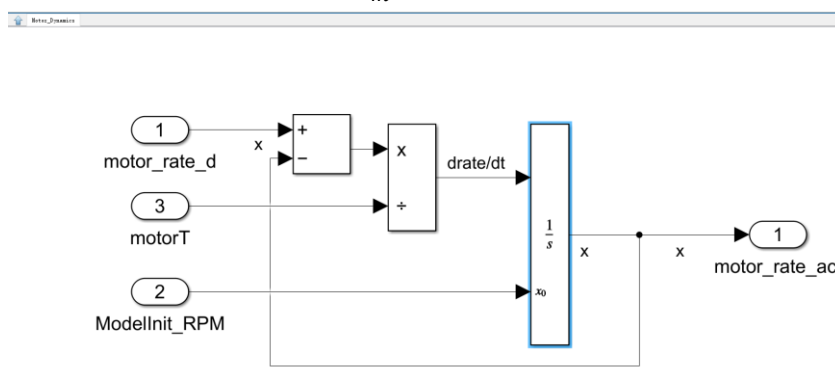 Motor_Dynamics
1
motor_rate_d
x
+
−
3
motorT
2
ModelInit_RPM
x
÷
drate/dt
1
s
x0
x
x
1
motor_rate_ac